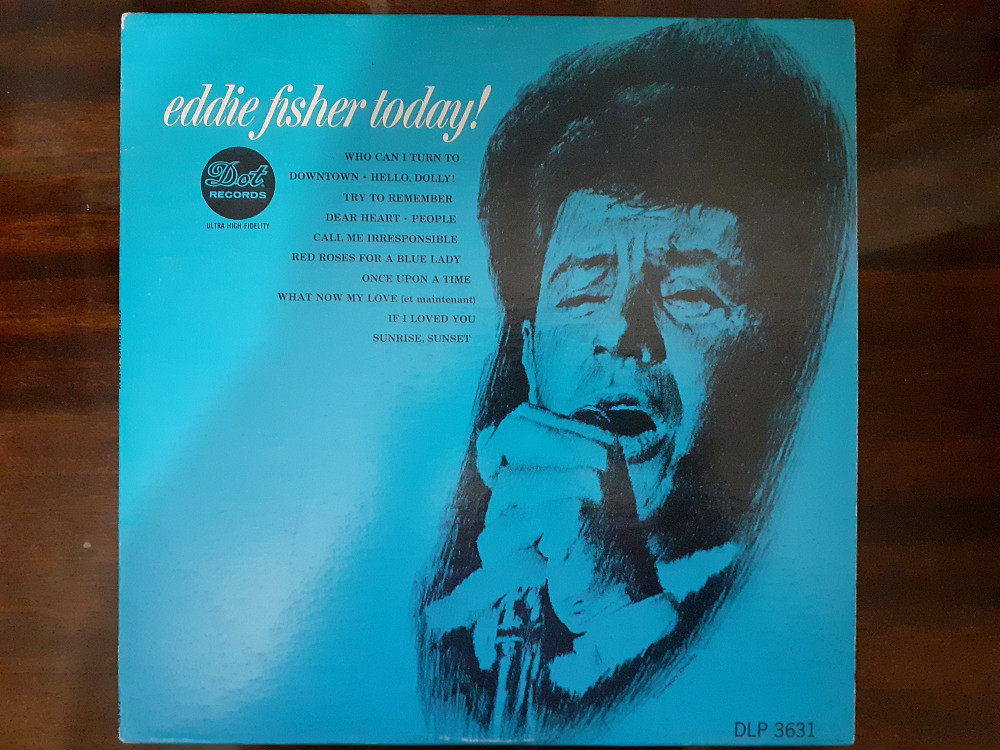 eddie fisher today!
Dot
RECORDS
ULTRA HIGH FIDELITY
WHO CAN I TURN TO
DOWNTOWN • HELLO, DOLLY!
TRY TO REMEMBER
DEAR HEART • PEOPLE
CALL ME IRRESPONSIBLE
RED ROSES FOR A BLUE LADY
ONCE UPON A TIME
WHAT NOW MY LOVE (et maintenant)
IF I LOVED YOU
SUNRISE, SUNSET
DLP 3631